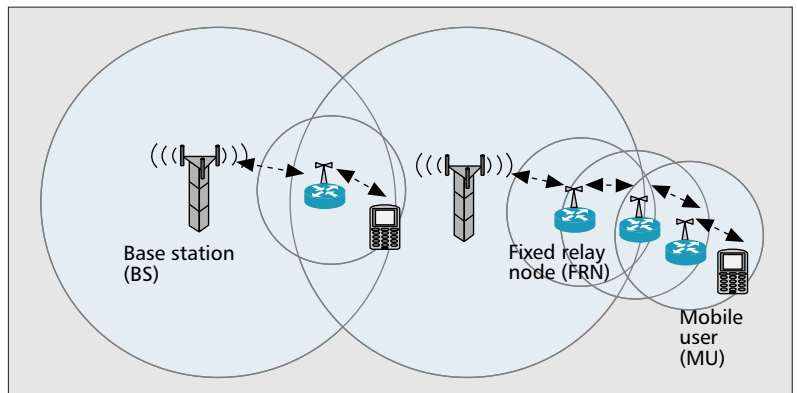 Base station
(BS)
Fixed relay
node (FRN)
Mobile
user
(MU)